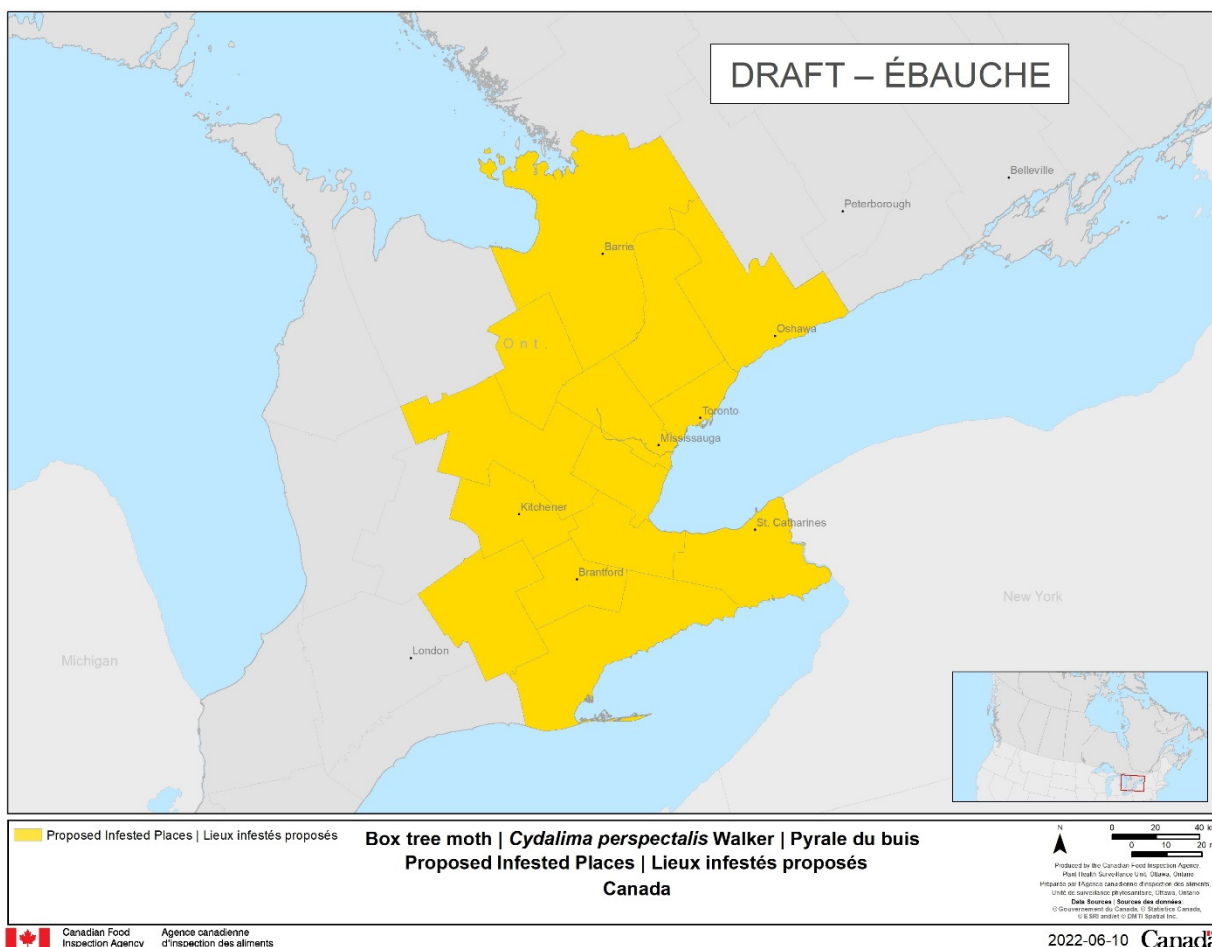 DRAFT – ÉBAUCHE
Belleville
Peterborough
Barrie
Oshawa
Ont.
Toronto
Mississauga
Kitchener
St. Catharines
Brantford
New York
London
Michigan
Proposed Infested Places | Lieux infestés proposés
Box tree moth | Cydalima perspectalis Walker | Pyrale du buis
Proposed Infested Places | Lieux infestés proposés
Canada
N
0 20 40
0 10 20
Produced by the Canadian Food Inspection Agency,
Plant Health Surveillance Unit, Ottawa, Ontario
Préparée par l'Agence canadienne d'inspection des aliments,
Unité de surveillance phytosanitaire, Ottawa, Ontario
Data Sources | Sources des données:
© Gouvernement du Canada, © Statistics Canada,
© ESRI and/et © DMTI Spatial Inc.
Canadian Food
Inspection Agency
Agence canadienne
d'inspection des aliments
2022-06-10
Canada